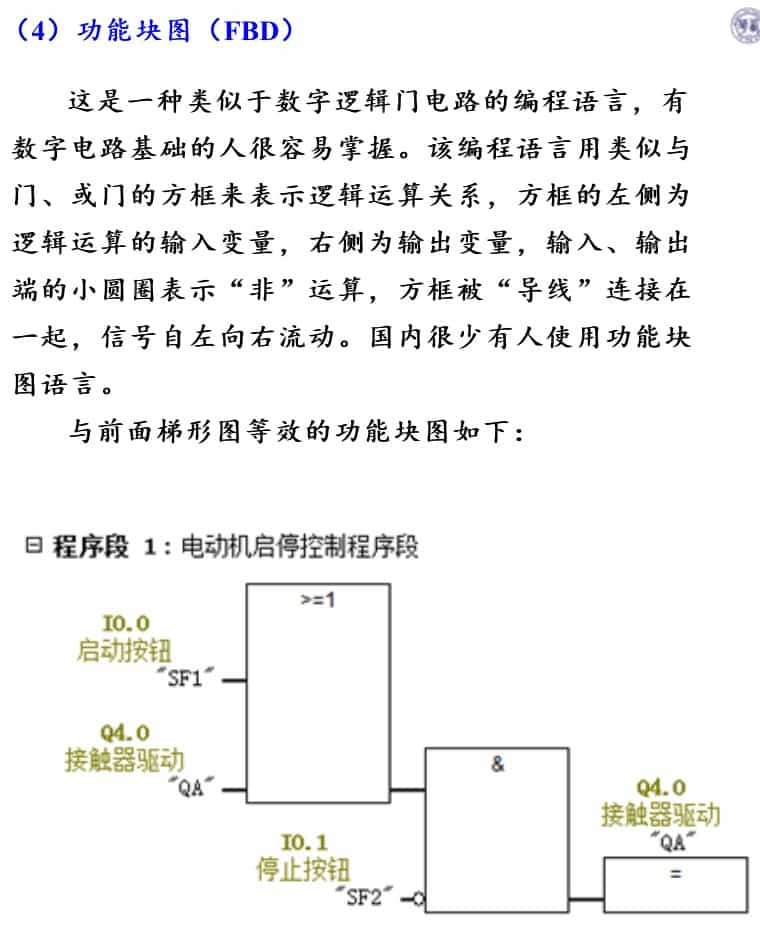 （4）功能块图（FBD）
这是一种类似于数字逻辑门电路的编程语言，有
数字电路基础的人很容易掌握。该编程语言用类似与
门、或门的方框来表示逻辑运算关系，方框的左侧为
逻辑运算的输入变量，右侧为输出变量，输入、输出
端的小圆圈表示“非”运算，方框被“导线”连接在
一起，信号自左向右流动。国内很少有人使用功能块
图语言。
与前面梯形图等效的功能块图如下：
程序段 1：电动机启停控制程序段
>=1
I0.0
启动按钮
"SF1"
Q4.0
接触器驱动
"QA"
&
I0.1
停止按钮
"SF2"
Q4.0
接触器驱动
"QA"
=